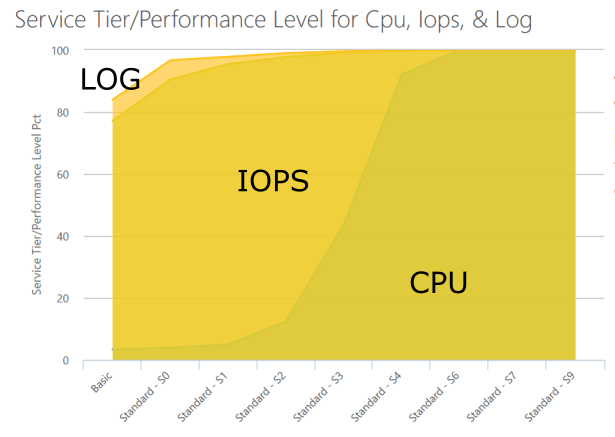 Service Tier/Performance Level for Cpu, Iops, & Log
100
LOG
80
60
IOPS
40
CPU
20
0
Service Tier/Performance Level Pct
Basic
Standard - S0
Standard - S1
Standard - S2
Standard - S3
Standard - S4
Standard - S6
Standard - S7
Standard - S9